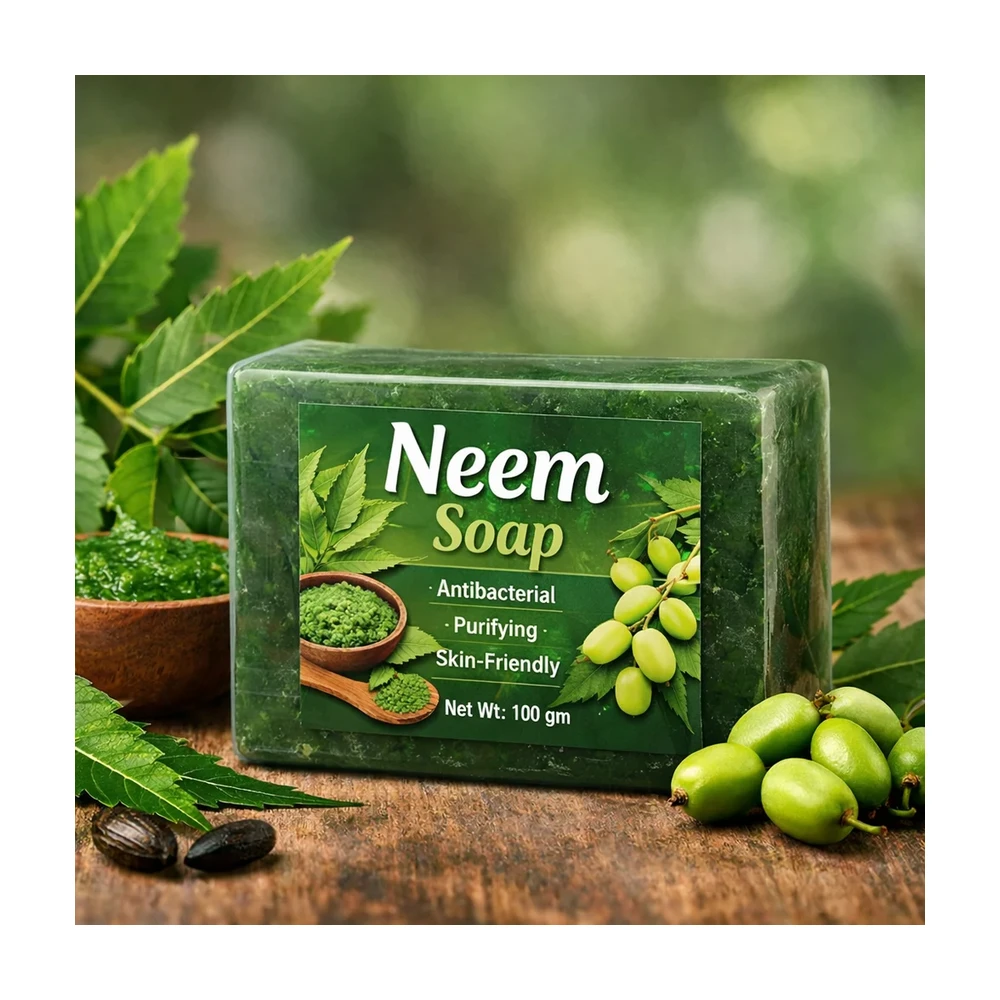 Neem
Soap
· Antibacterial
· Purifying ·
Skin-Friendly
Net Wt: 100 gm